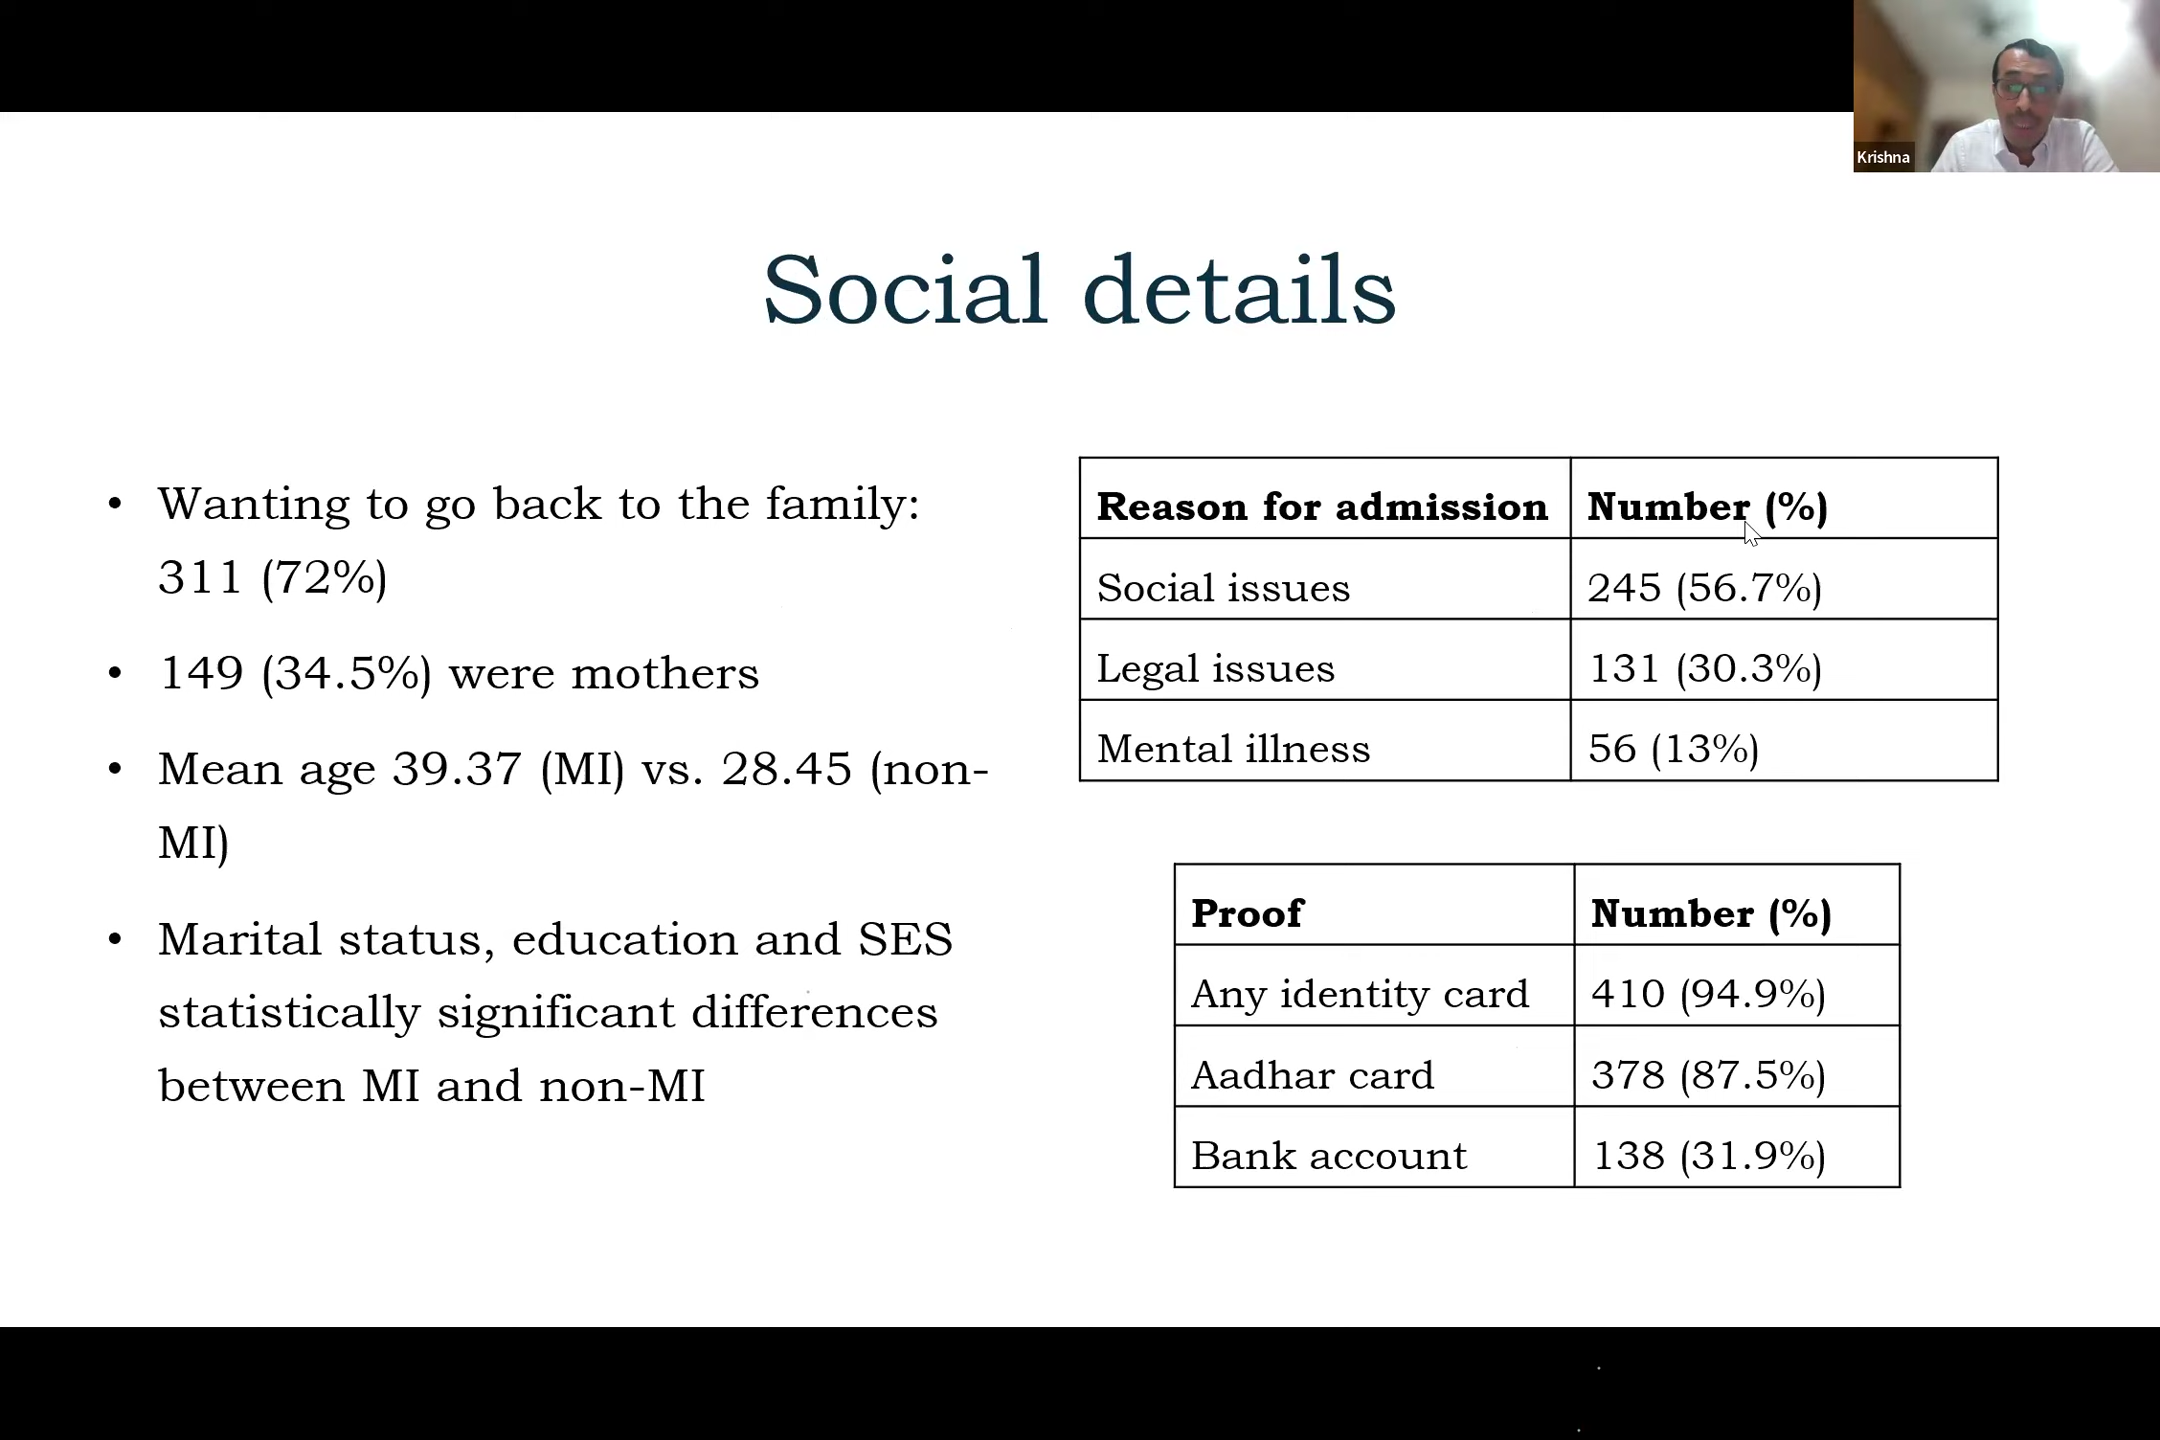 Krishna
Social details
• Wanting to go back to the family:
311 (72%)
• 149 (34.5%) were mothers
• Mean age 39.37 (MI) vs. 28.45 (non-
MI)
• Marital status, education and SES
statistically significant differences
between MI and non-MI
Reason for admission Number (%)
Social issues 245 (56.7%)
Legal issues 131 (30.3%)
Mental illness 56 (13%)
Proof Number (%)
Any identity card 410 (94.9%)
Aadhar card 378 (87.5%)
Bank account 138 (31.9%)